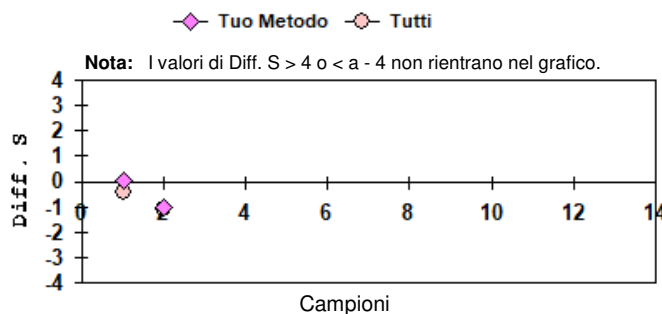 Tuo Metodo Tutti
Nota: I valori di Diff. S > 4 o < a - 4 non rientrano nel grafico.
4
3
2
1
0
-1
-2
-3
-4
0 2 4 6 8 10 12 14
Diff. S
Campioni